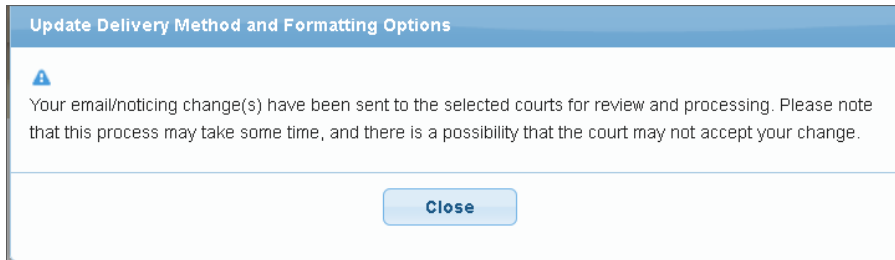 Update Delivery Method and Formatting Options
Your email/noticing change(s) have been sent to the selected courts for review and processing. Please note
that this process may take some time, and there is a possibility that the court may not accept your change.
Close